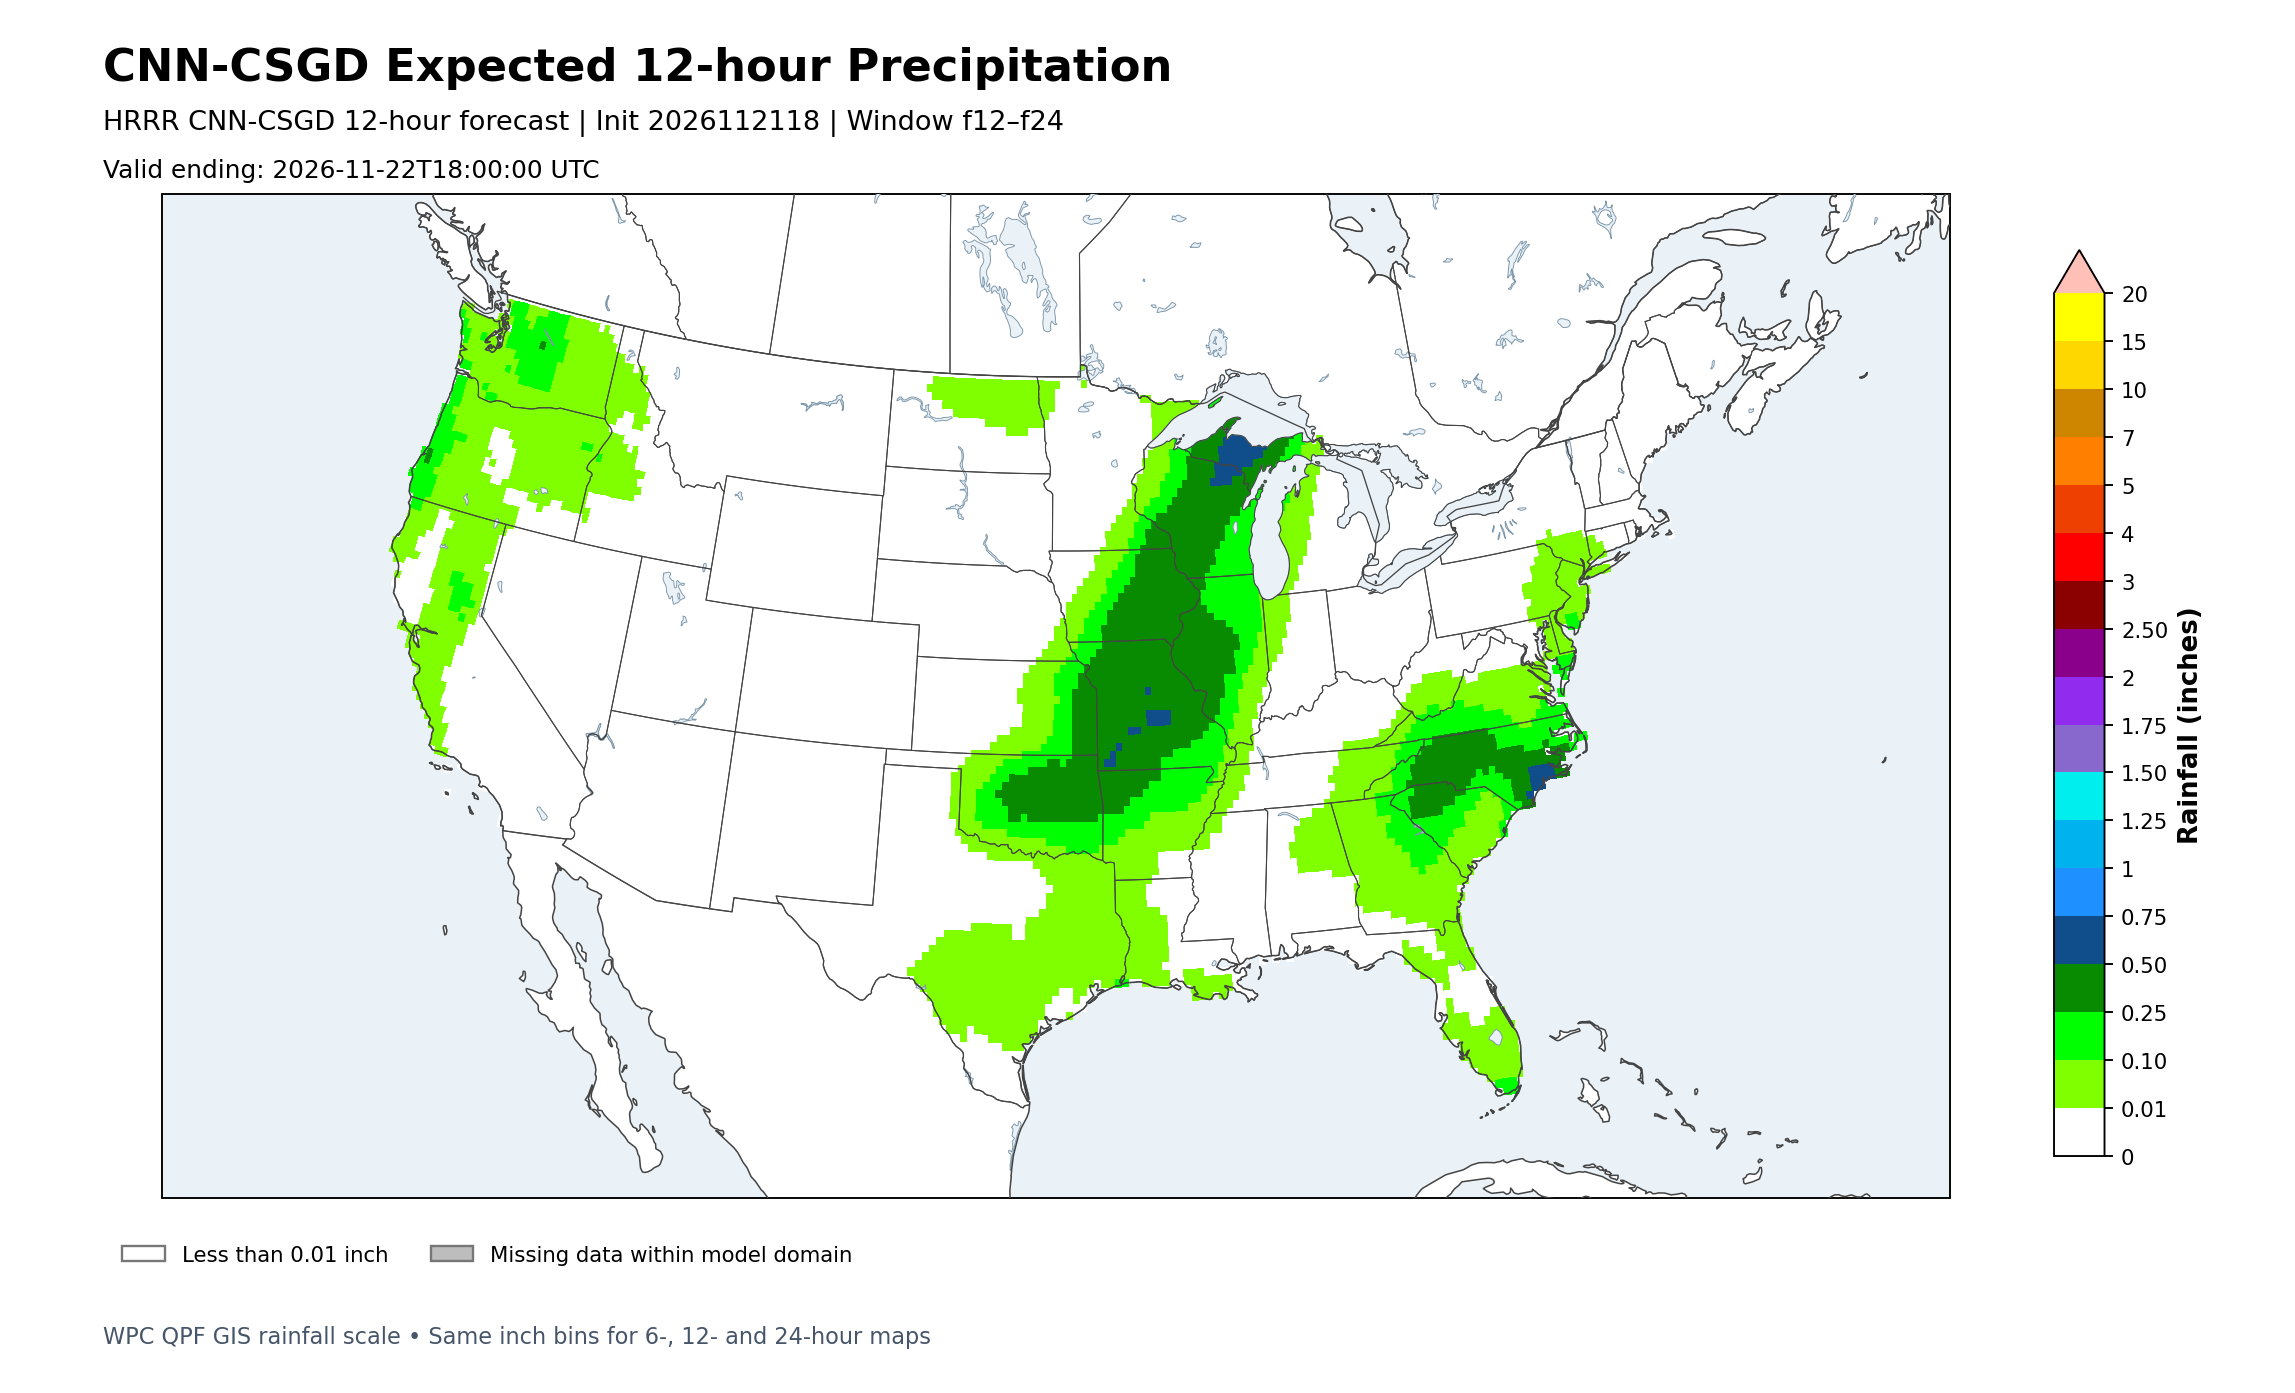 CNN-CSGD Expected 12-hour Precipitation
HRRR CNN-CSGD 12-hour forecast | Init 2026112118 | Window f12–f24
Valid ending: 2026-11-22T18:00:00 UTC
20
15
10
7
5
4
3
2.50
2
1.75
1.50
1.25
1
0.75
0.50
0.25
0.10
0.01
0
Rainfall (inches)
Less than 0.01 inch
Missing data within model domain
WPC QPF GIS rainfall scale • Same inch bins for 6-, 12- and 24-hour maps